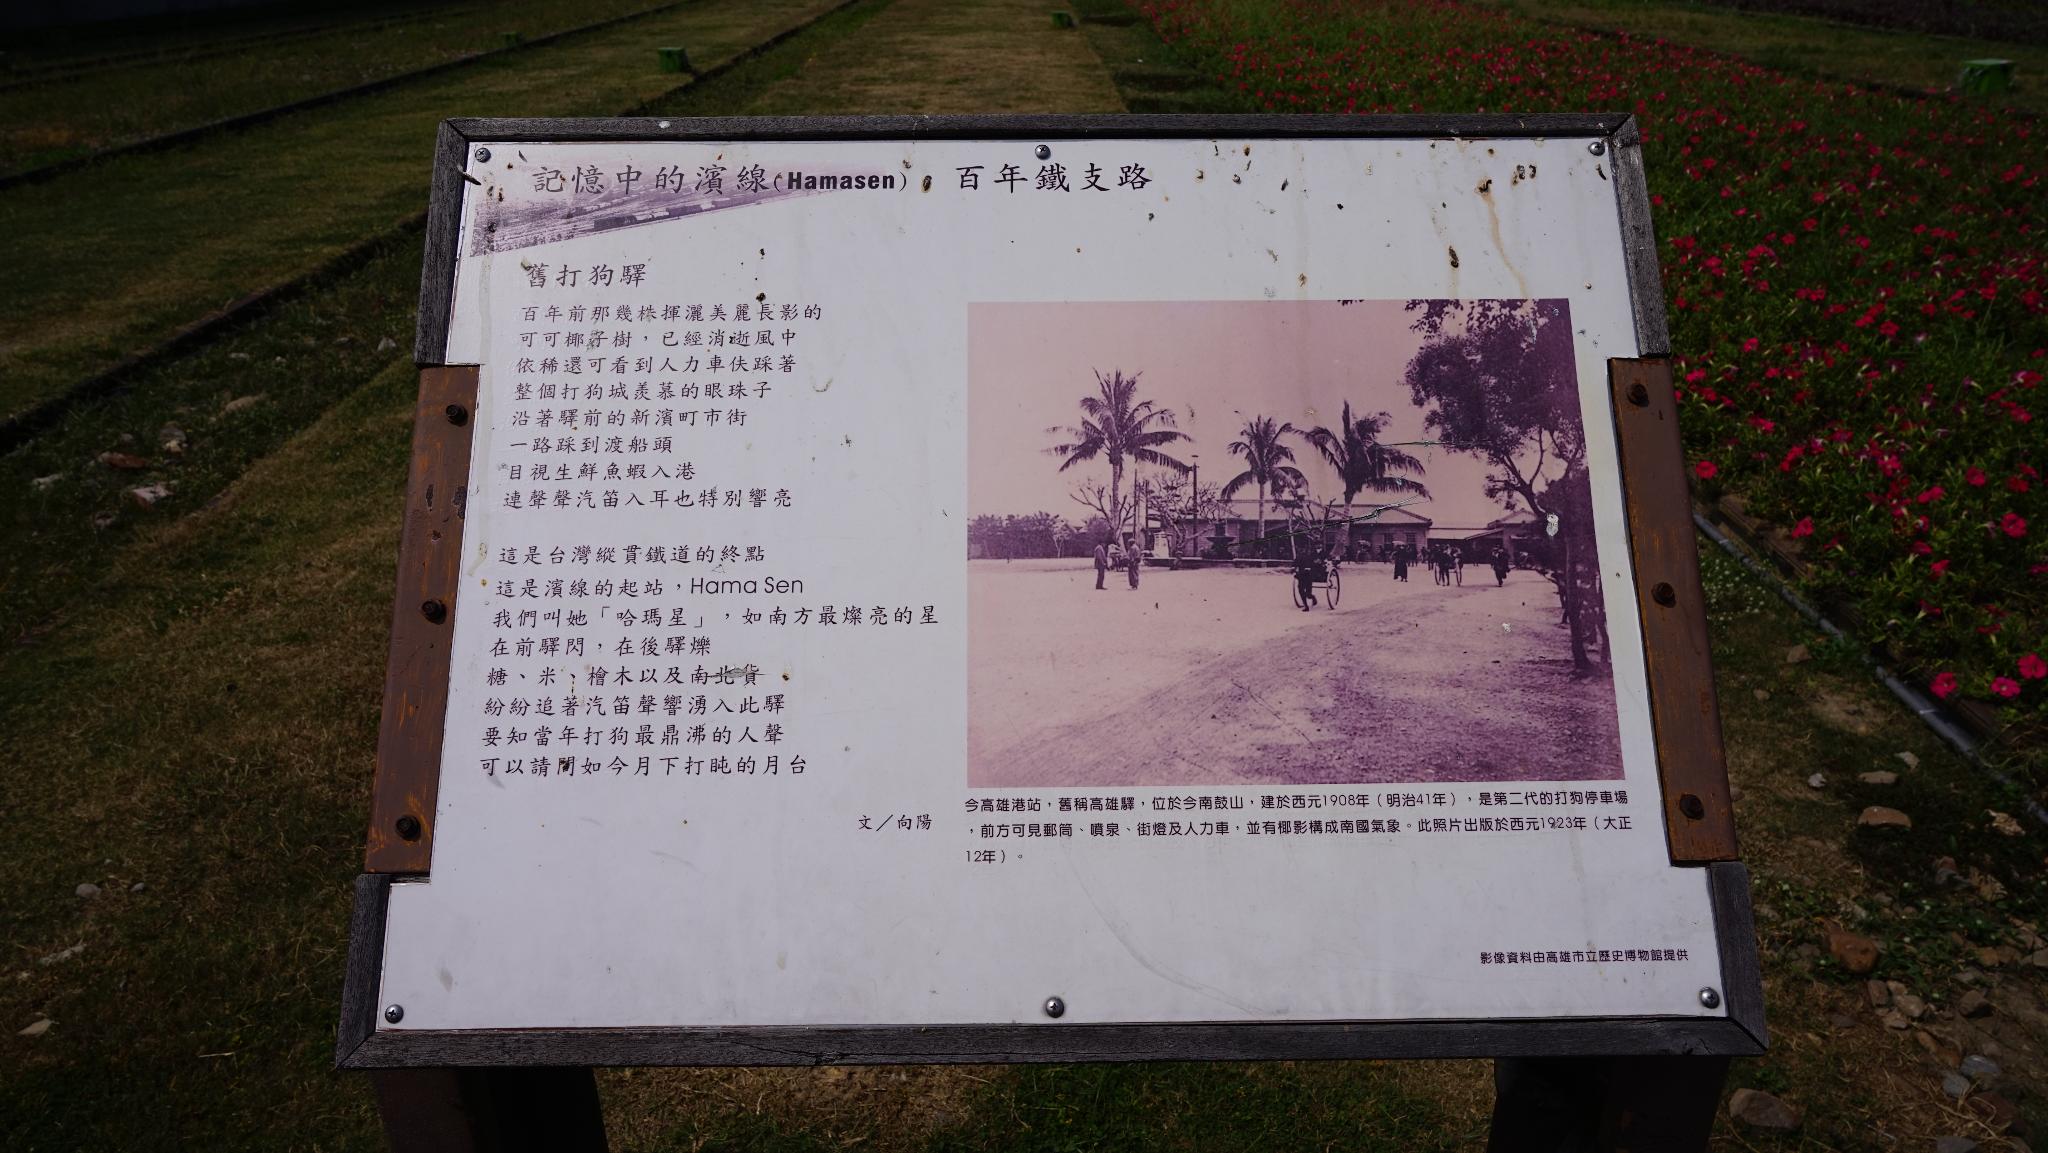 記憶中的濱線(Hamasen)。百年鐵支路
舊打狗驛
百年前那幾株揮灑美麗長影的
可可椰子樹，已經消逝風中
依稀還可看到人力車伕踩著
整個打狗城羨慕的眼珠子
沿著驛前的新濱町市街
一路踩到渡船頭
目視生鮮魚蝦入港
連聲聲汽笛入耳也特別響亮
這是台灣縱貫鐵道的終點
這是濱線的起站，Hama Sen
我們叫她「哈瑪星」，如南方最燦亮的星
在前驛閃，在後驛爍
糖、米、檜木以及南北貨
紛紛追著汽笛聲響湧入此驛
要知當年打狗最鼎沸的人聲
可以請問如今月下打盹的月台
文／向陽
今高雄港站，舊稱高雄驛，位於今南鼓山，建於西元1908年（明治41年），是第二代的打狗停車場
，前方可見郵筒、噴泉、街燈及人力車，並有椰影構成南國氣象。此照片出版於西元1923年（大正
12年）。
影像資料由高雄市立歷史博物館提供